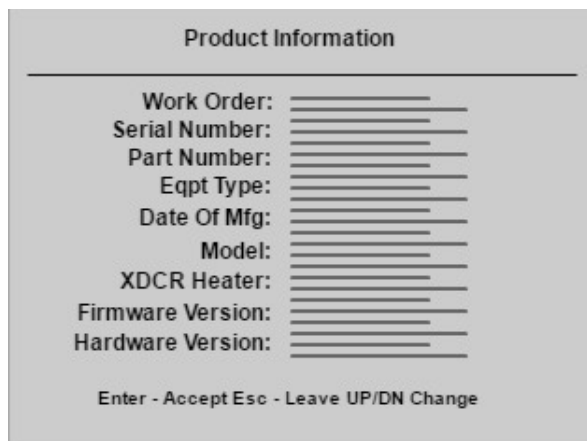 Product Information
Work Order:
Serial Number:
Part Number:
Eqpt Type:
Date Of Mfg:
Model:
XDCR Heater:
Firmware Version:
Hardware Version:
Enter - Accept Esc - Leave UP/DN Change